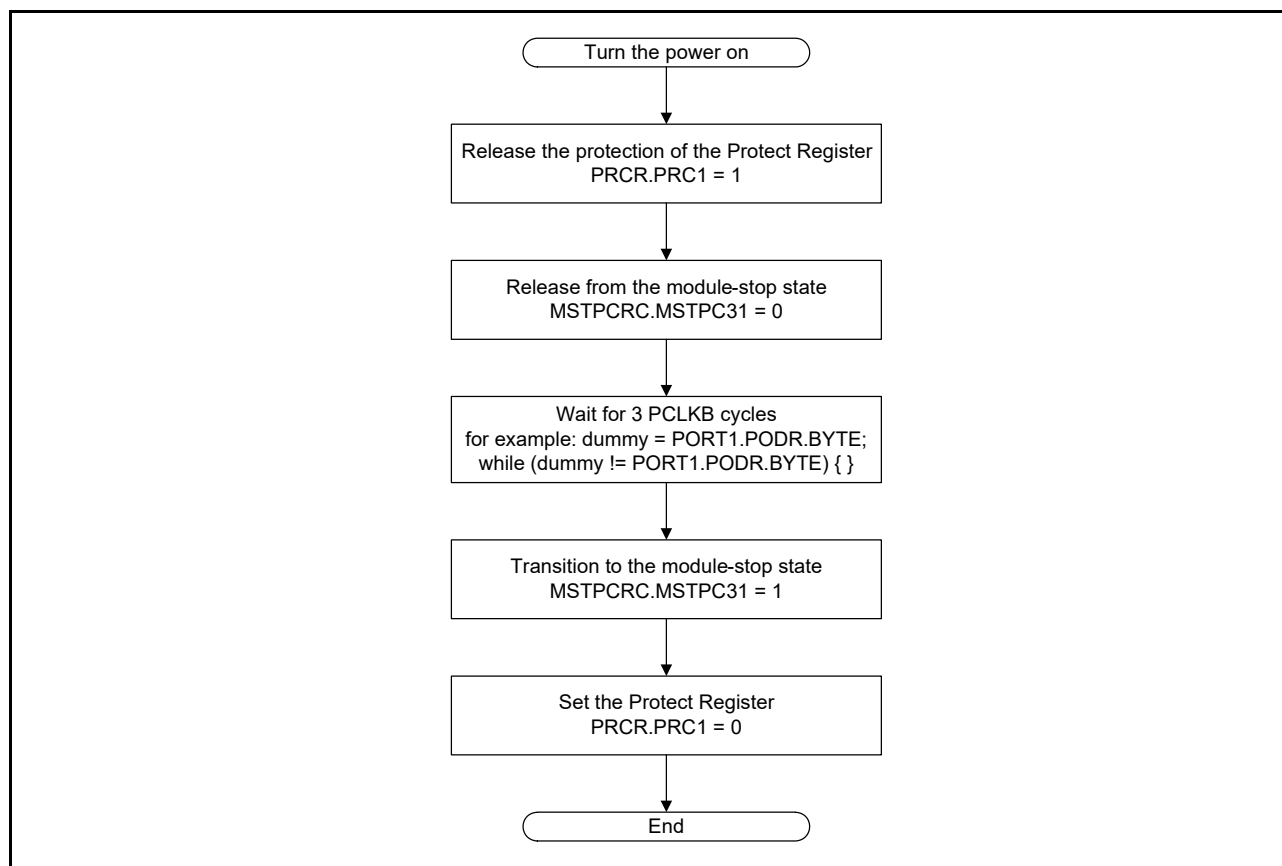 Turn the power on
Release the protection of the Protect Register
PRCR.PRC1 = 1
Release from the module-stop state
MSTPCRC.MSTPC31 = 0
Wait for 3 PCLKB cycles
for example: dummy = PORT1.PODR.BYTE;
while (dummy != PORT1.PODR.BYTE) { }
Transition to the module-stop state
MSTPCRC.MSTPC31 = 1
Set the Protect Register
PRCR.PRC1 = 0
End